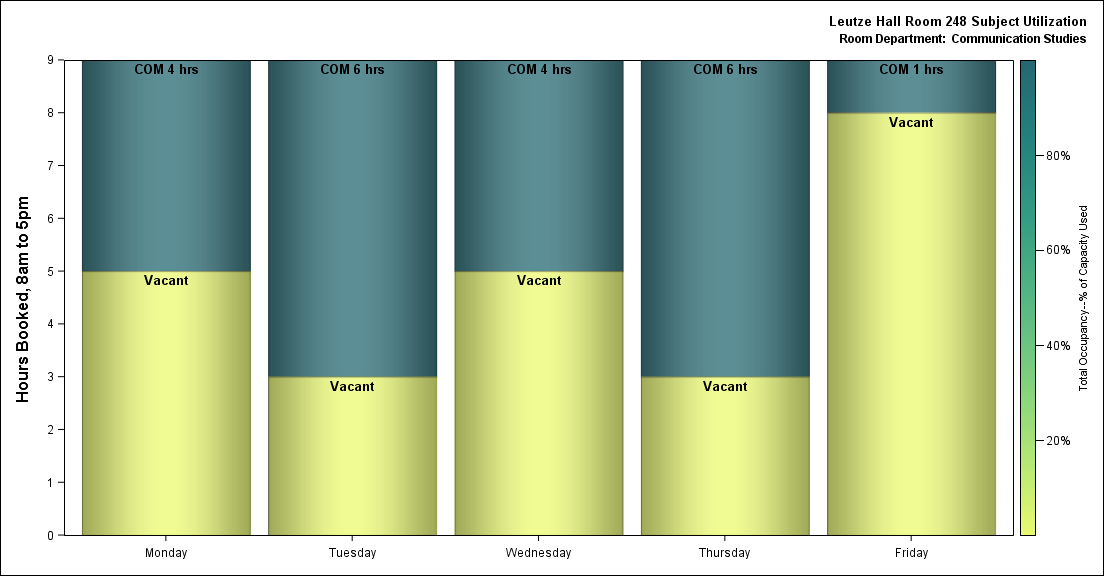 Leutze Hall Room 248 Subject Utilization
Room Department: Communication Studies
Hours Booked, 8am to 5pm
9
8
7
6
5
4
3
2
1
0
COM 4 hrs
Vacant
COM 6 hrs
Vacant
COM 4 hrs
Vacant
COM 6 hrs
Vacant
COM 1 hrs
Vacant
Monday
Tuesday
Wednesday
Thursday
Friday
80%
60%
40%
20%
Total Occupancy--% of Capacity Used